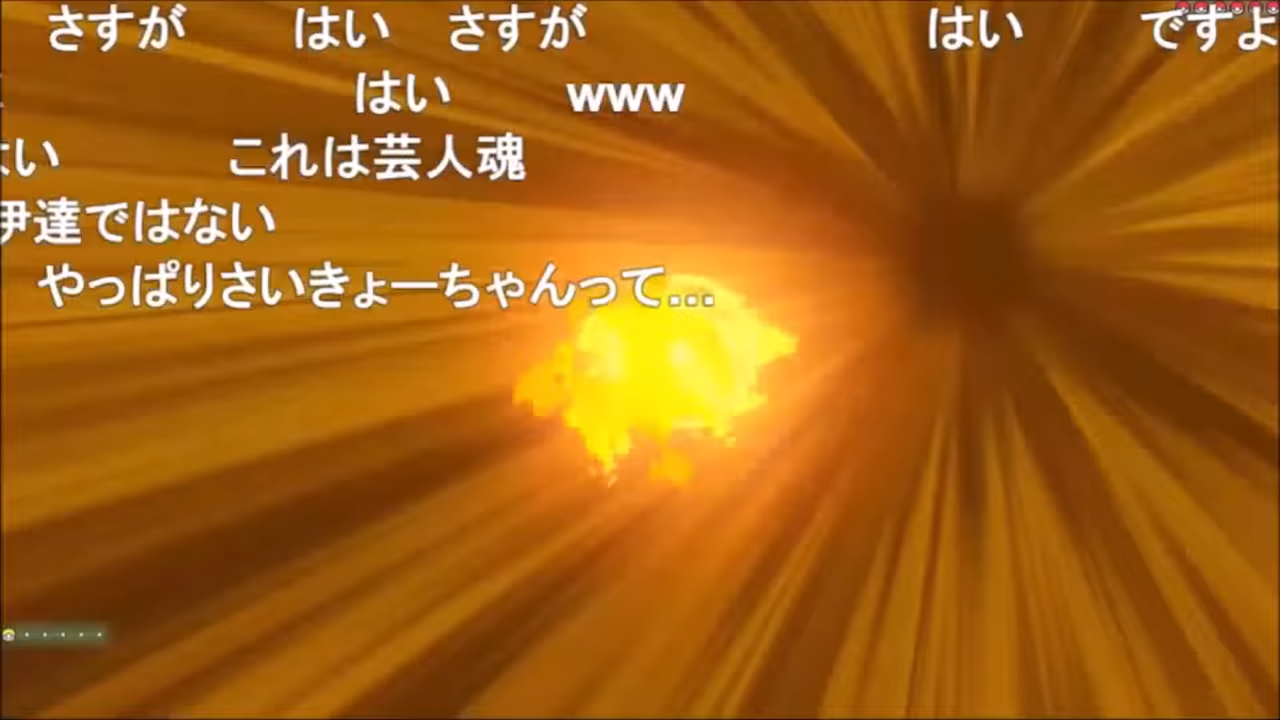 さすが はい さすが はい ですよ
はい www
はい これは芸人魂
伊達ではない
やっぱりさいきょーちゃんって…